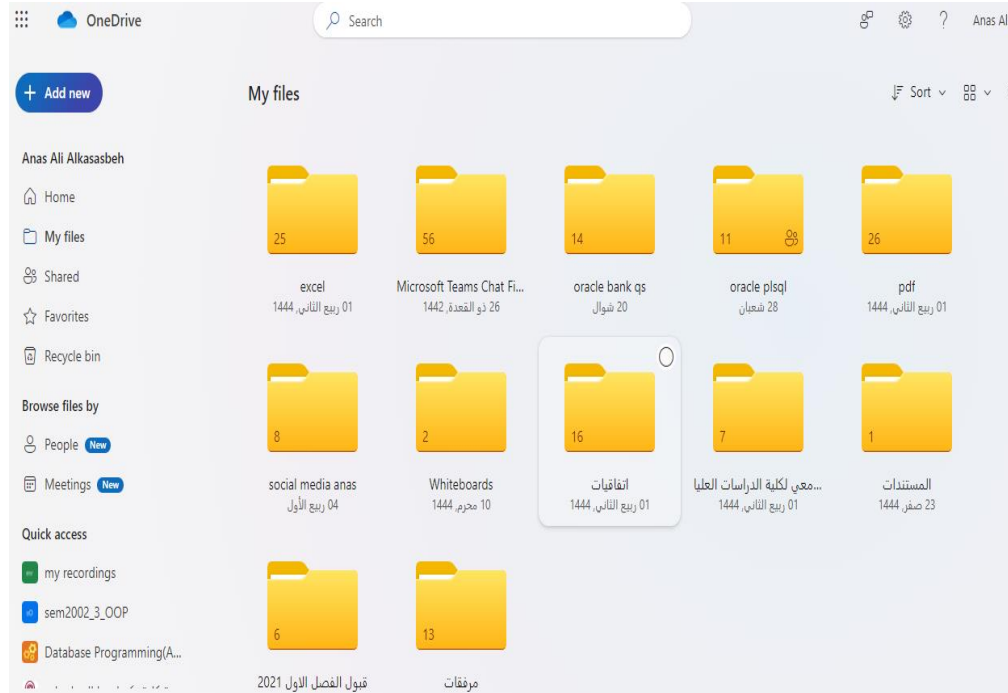 OneDrive
Search
Anas Al
Add new
My files
Sort
Anas Ali Alkasasbeh
Home
My files
Shared
Favorites
Recycle bin
Browse files by
People New
Meetings New
Quick access
my recordings
sem2002_3_OOP
Database Programming(A...
25
56
14
11
26
excel
Microsoft Teams Chat Fi...
oracle bank qs
oracle plsql
pdf
01 ربيع الثاني, 1444
26 ذو القعدة, 1442
20 شوال
28 شعبان
01 ربيع الثاني, 1444
8
2
16
7
1
social media anas
Whiteboards
اتفاقيات
...معي لكلية الدراسات العليا
المستندات
04 ربيع الأول
10 محرم, 1444
01 ربيع الثاني, 1444
01 ربيع الثاني, 1444
23 صفر, 1444
6
13
قبول الفصل الاول 2021
مرفقات